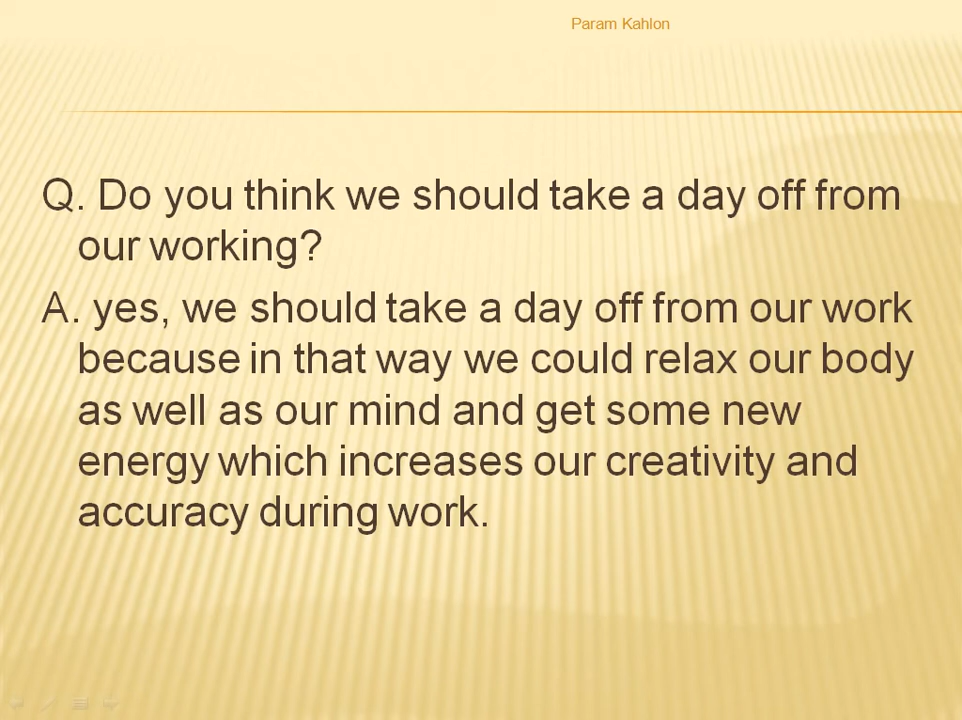 Param Kahlon
Q. Do you think we should take a day off from
our working?
A. yes, we should take a day off from our work
because in that way we could relax our body
as well as our mind and get some new
energy which increases our creativity and
accuracy during work.